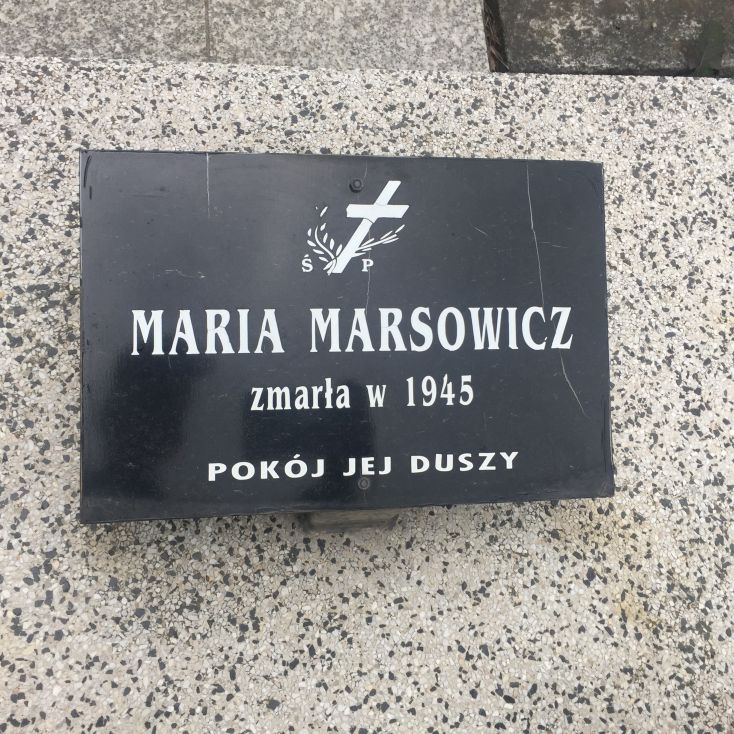 Ś P
MARIA MARSOWICZ
zmarła w 1945
POKÓJ JEJ DUSZY